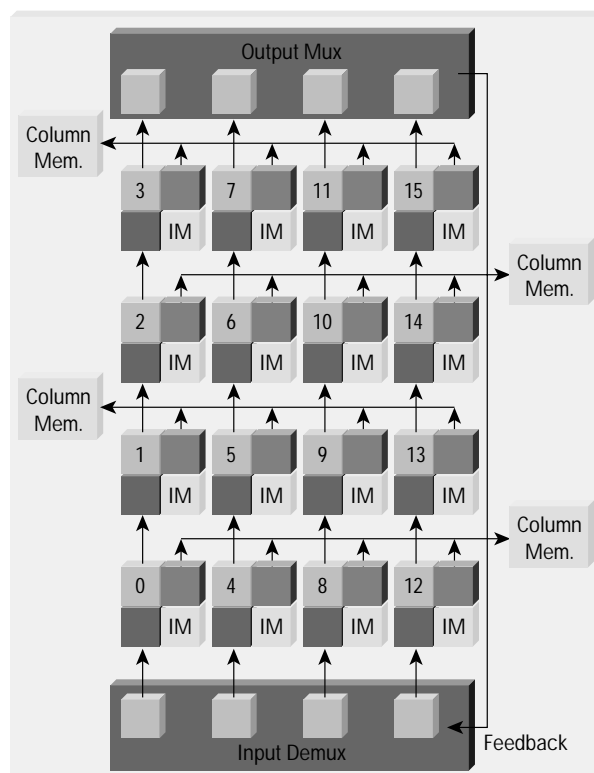 Output Mux
Column
Mem.
3 7 11 15
IM IM IM IM
Column
Mem.
2 6 10 14
IM IM IM IM
Column
Mem.
1 5 9 13
IM IM IM IM
Column
Mem.
0 4 8 12
IM IM IM IM
Feedback
Input Demux